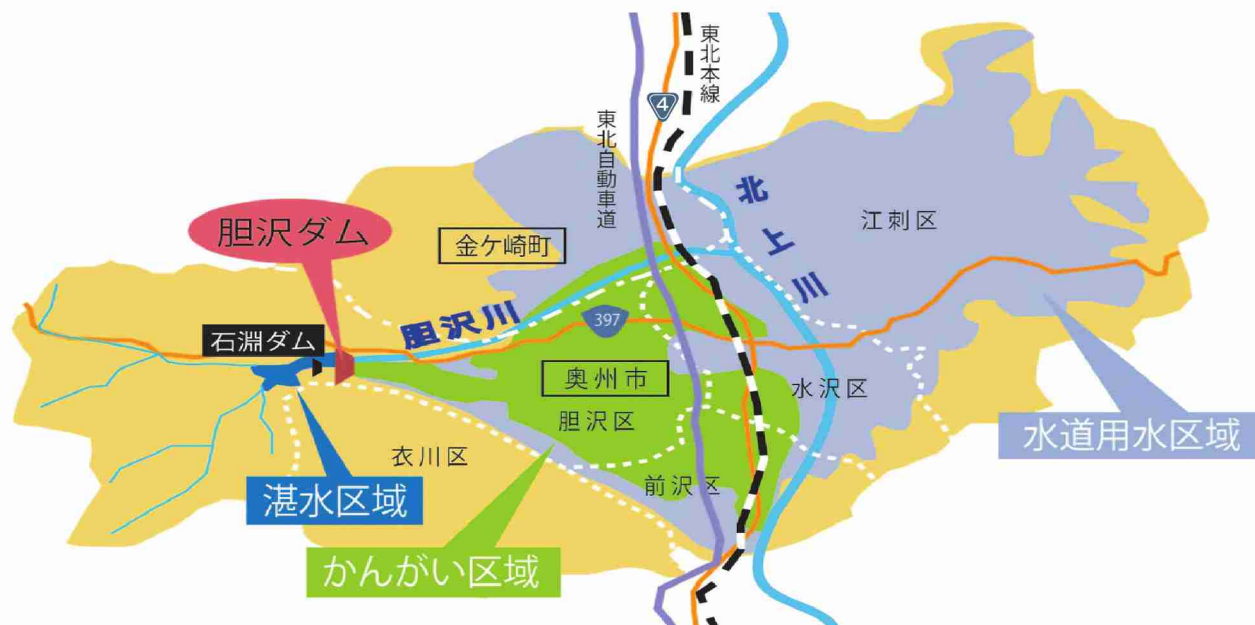 東北本線
4
東北自動車道
北上川
江刺区
胆沢ダム
金ケ崎町
胆沢川
397
石淵ダム
奥州市
水沢区
胆沢区
水道用水区域
衣川区
前沢区
湛水区域
かんがい区域